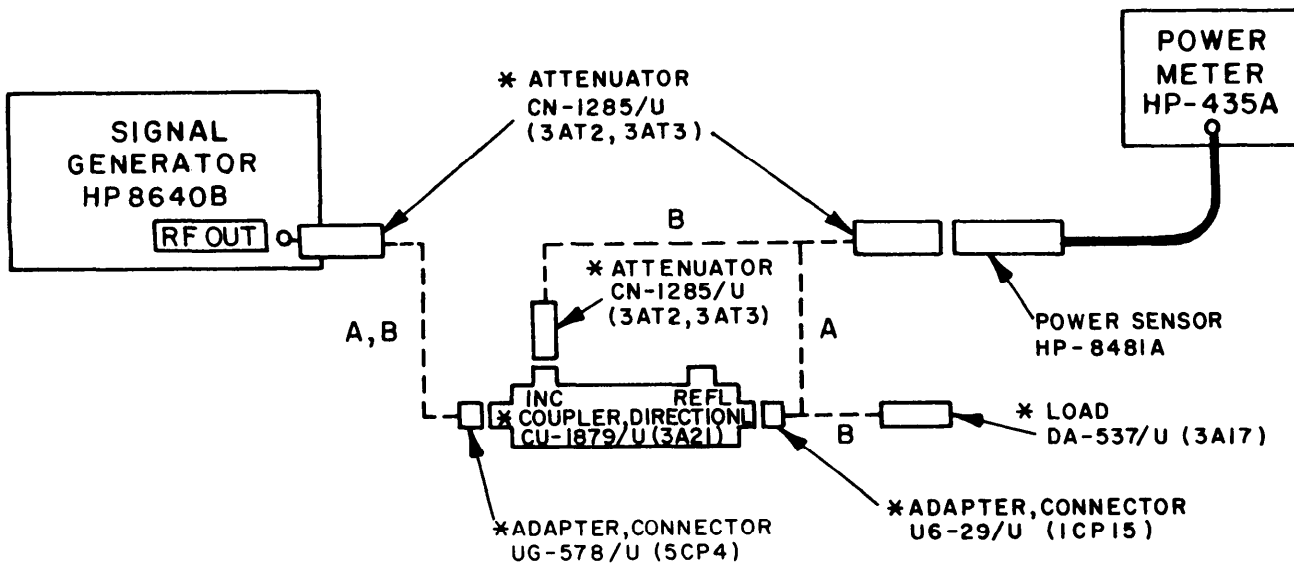 POWER
METER
HP-435A
* ATTENUATOR
CN-1285/U
(3AT2, 3AT3)
SIGNAL
GENERATOR
HP8640B
RF OUT
B
* ATTENUATOR
CN-1285/U
(3AT2, 3AT3)
A, B
A
POWER SENSOR
HP-8481A
INC REFL
* COUPLER, DIRECTIONL
CU-1879/U (3A21)
B
* LOAD
DA-537/U (3A17)
* ADAPTER, CONNECTOR
UG-578/U (5CP4)
* ADAPTER, CONNECTOR
U6-29/U (1CP15)